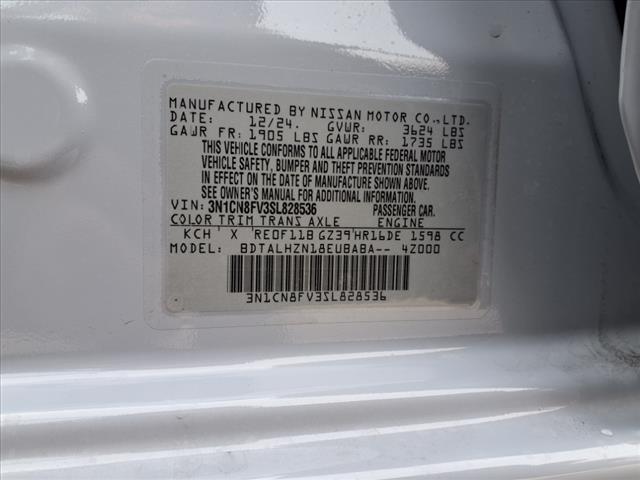 MANUFACTURED BY NISSAN MOTOR CO.,LTD.
DATE: 12/24. GVWR: 3624 LBS
GAWR FR: 1905 LBS GAWR RR: 1735 LBS
THIS VEHICLE CONFORMS TO ALL APPLICABLE FEDERAL MOTOR
VEHICLE SAFETY, BUMPER AND THEFT PREVENTION STANDARDS
IN EFFECT ON THE DATE OF MANUFACTURE SHOWN ABOVE.
SEE OWNER'S MANUAL FOR ADDITIONAL INFORMATION.
VIN: 3N1CN8FV3SL828536 PASSENGER CAR.
COLOR TRIM TRANS AXLE ENGINE
KCH ' X ' RE0F11B GZ39'HR16DE 1598 CC
MODEL: BDTALHZN18EUBABA-- 42000
3N1CN8FV3SL828536